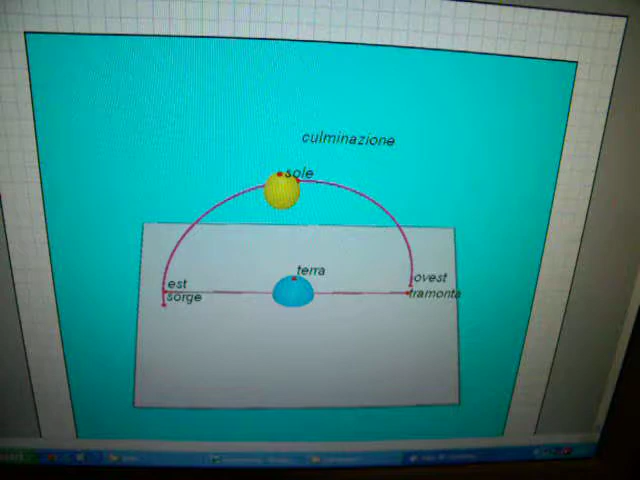 culminazione
sole
terra
est
sorge
ovest
tramonta